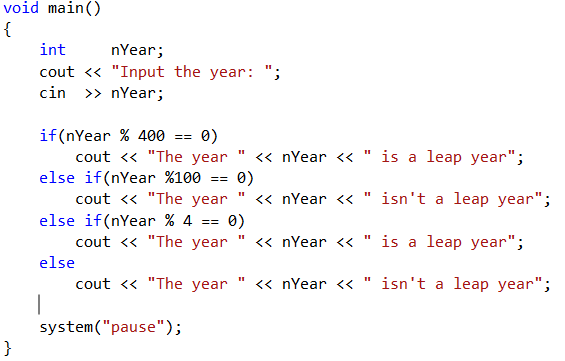 void main()
{
    int     nYear;
    cout << "Input the year: ";
    cin  >> nYear;

    if(nYear % 400 == 0)
        cout << "The year " << nYear << " is a leap year";
    else if(nYear %100 == 0)
        cout << "The year " << nYear << " isn't a leap year";
    else if(nYear % 4 == 0)
        cout << "The year " << nYear << " is a leap year";
    else
        cout << "The year " << nYear << " isn't a leap year";

    system("pause");
}